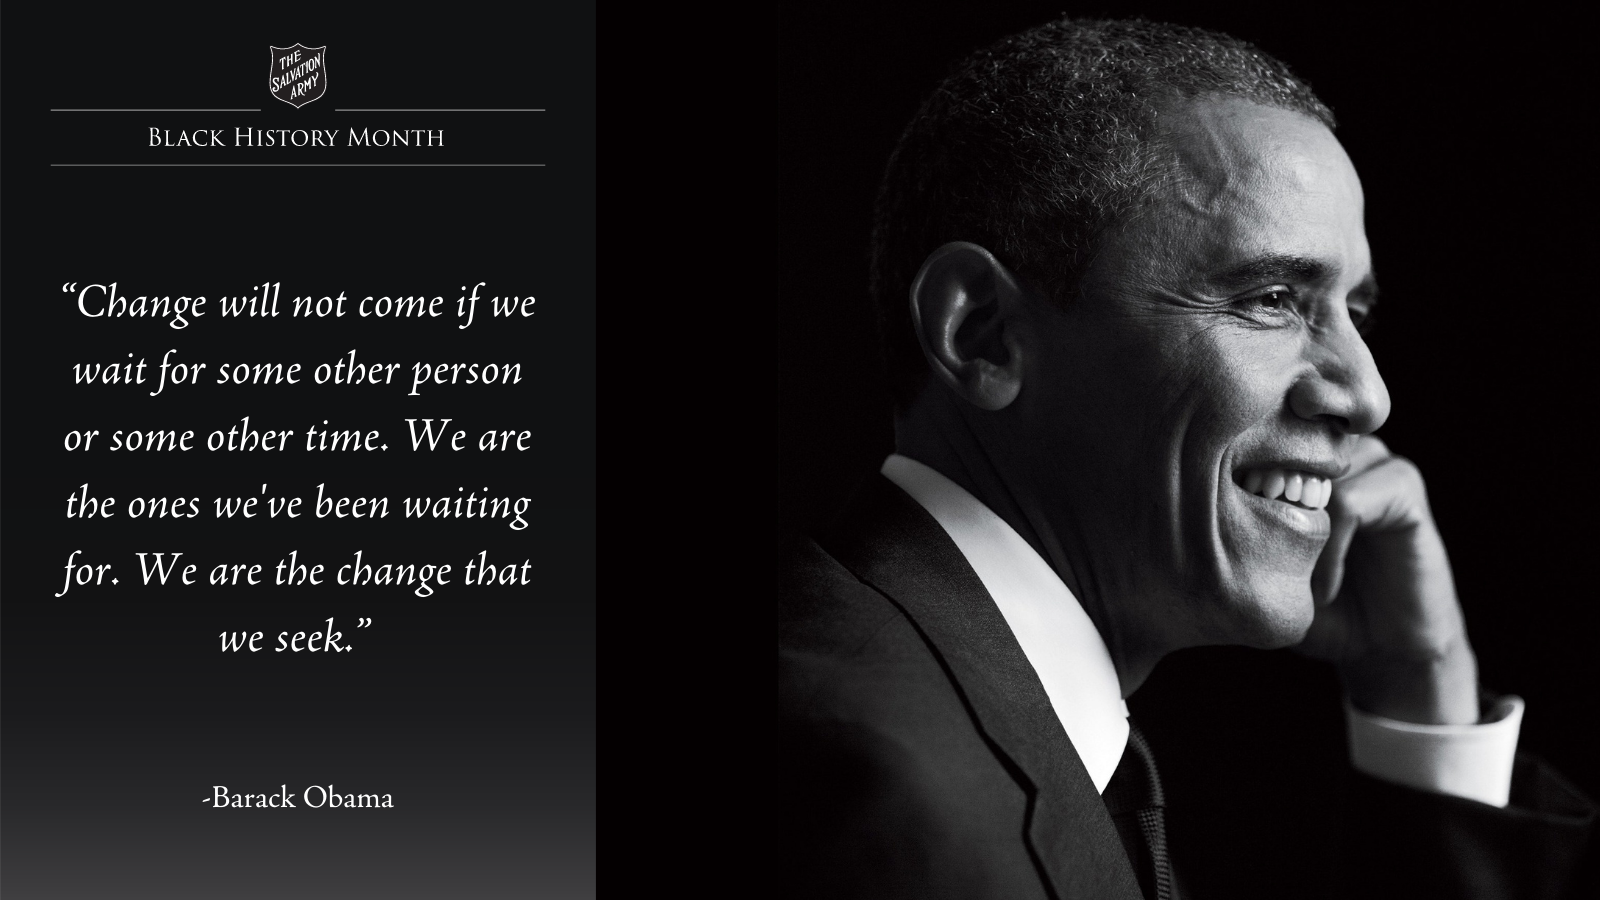 THE
SALVATION
ARMY
Black History Month
“Change will not come if we
wait for some other person
or some other time. We are
the ones we've been waiting
for. We are the change that
we seek.”
-Barack Obama